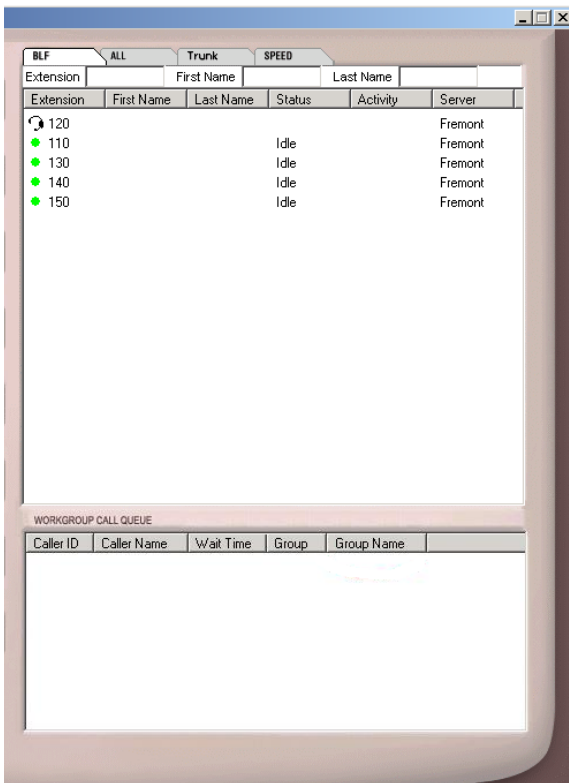 BLF ALL Trunk SPEED
Extension First Name Last Name
Extension First Name Last Name Status Activity Server
120 Fremont
110 Idle Fremont
130 Idle Fremont
140 Idle Fremont
150 Idle Fremont
WORKGROUP CALL QUEUE
Caller ID Caller Name Wait Time Group Group Name